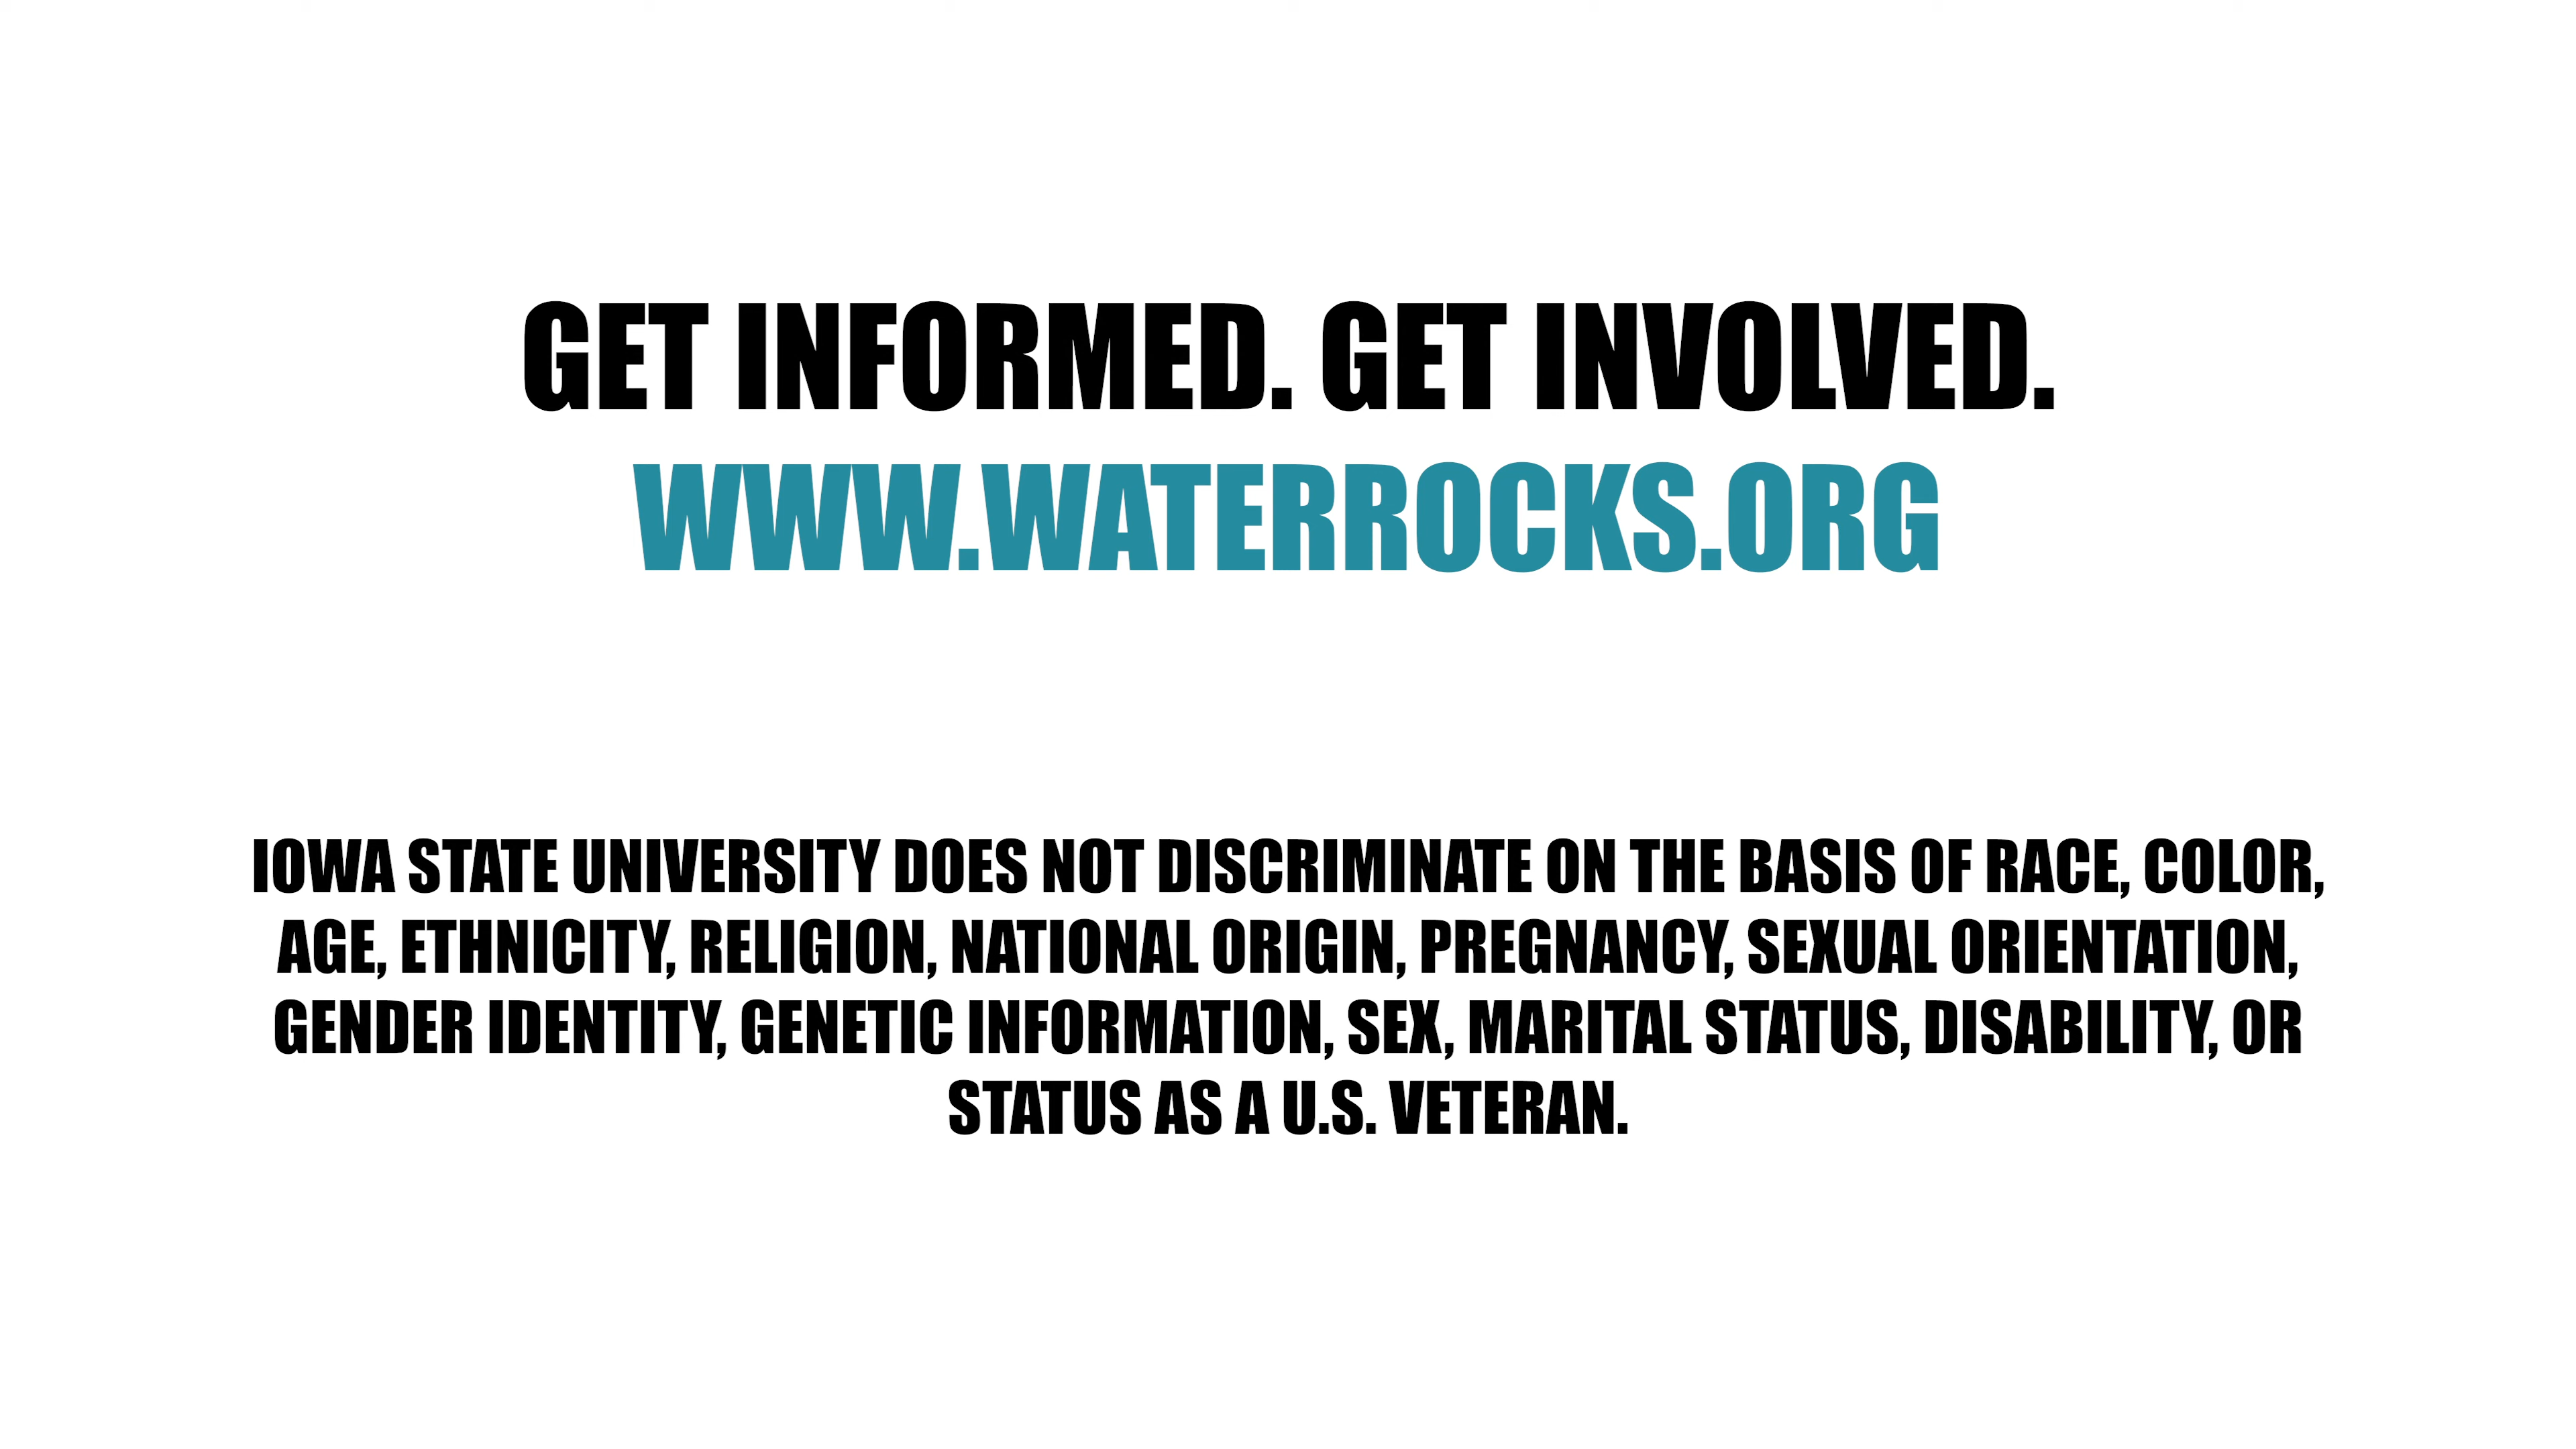 GET INFORMED. GET INVOLVED.
WWW.WATERROCKS.ORG
IOWA STATE UNIVERSITY DOES NOT DISCRIMINATE ON THE BASIS OF RACE, COLOR,
AGE, ETHNICITY, RELIGION, NATIONAL ORIGIN, PREGNANCY, SEXUAL ORIENTATION,
GENDER IDENTITY, GENETIC INFORMATION, SEX, MARITAL STATUS, DISABILITY, OR
STATUS AS A U.S. VETERAN.